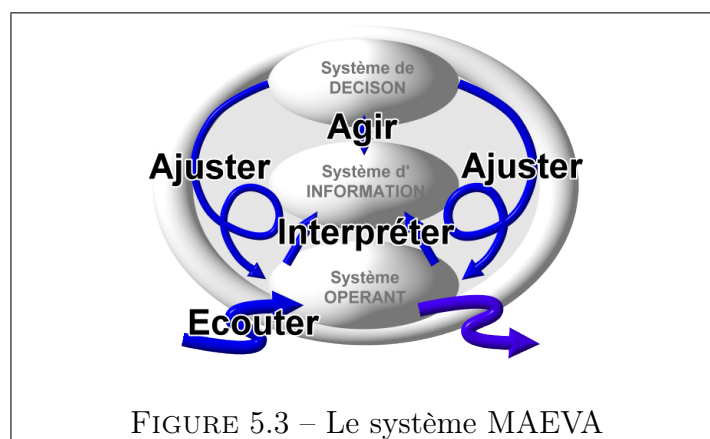 Système de
DECISON
Agir
Ajuster
Ajuster
Système d'
INFORMATION
Interpréter
Système
OPERANT
Ecouter
FIGURE 5.3 – Le système MAEVA